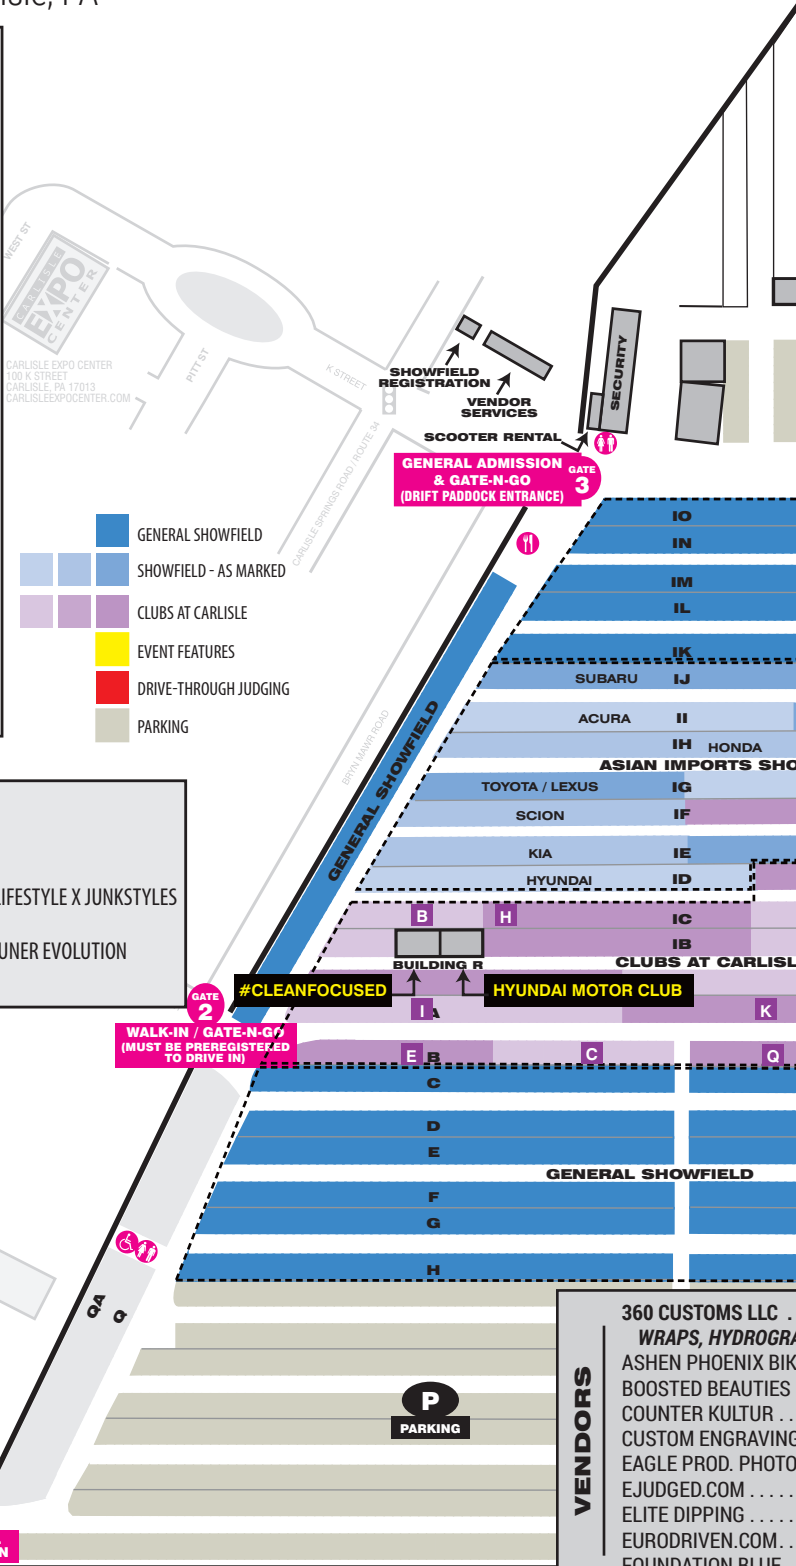 WEST ST
CARLISLE
EXPO
CENTER
CARLISLE EXPO CENTER
100 K STREET
CARLISLE, PA 17013
CARLISLEEXPOCENTER.COM
PITT ST
K STREET
CARLISLE SPRINGS ROAD / ROUTE 34
BRYN MAWR ROAD
SHOWFIELD
REGISTRATION
VENDOR
SERVICES
SECURITY
SCOOTER RENTAL
GENERAL ADMISSION
& GATE-N-GO
(DRIFT PADDOCK ENTRANCE)
GATE
3
GENERAL SHOWFIELD
SHOWFIELD - AS MARKED
CLUBS AT CARLISLE
EVENT FEATURES
DRIVE-THROUGH JUDGING
PARKING
IO
IN
IM
IL
IK
SUBARU IJ
ACURA II
IH HONDA
ASIAN IMPORTS SHO
TOYOTA / LEXUS IG
SCION IF
KIA IE
HYUNDAI ID
GENERAL SHOWFIELD
IFESTYLE X JUNKSTYLES
UNER EVOLUTION
B H IC
IB
BUILDING R
CLUBS AT CARLISL
#CLEANFOCUSED
HYUNDAI MOTOR CLUB
I A K
GATE
2
WALK-IN / GATE-N-GO
(MUST BE PREREGISTERED
TO DRIVE IN)
E B C Q
C
D
E
GENERAL SHOWFIELD
F
G
H
QA
Q
P
PARKING
VENDORS
360 CUSTOMS LLC .
WRAPS, HYDROGRA
ASHEN PHOENIX BIK
BOOSTED BEAUTIES
COUNTER KULTUR . .
CUSTOM ENGRAVING
EAGLE PROD. PHOTO
EJUDGED.COM . . . . .
ELITE DIPPING . . . . .
EURODRIVEN.COM. .
FOUNDATION BLUE